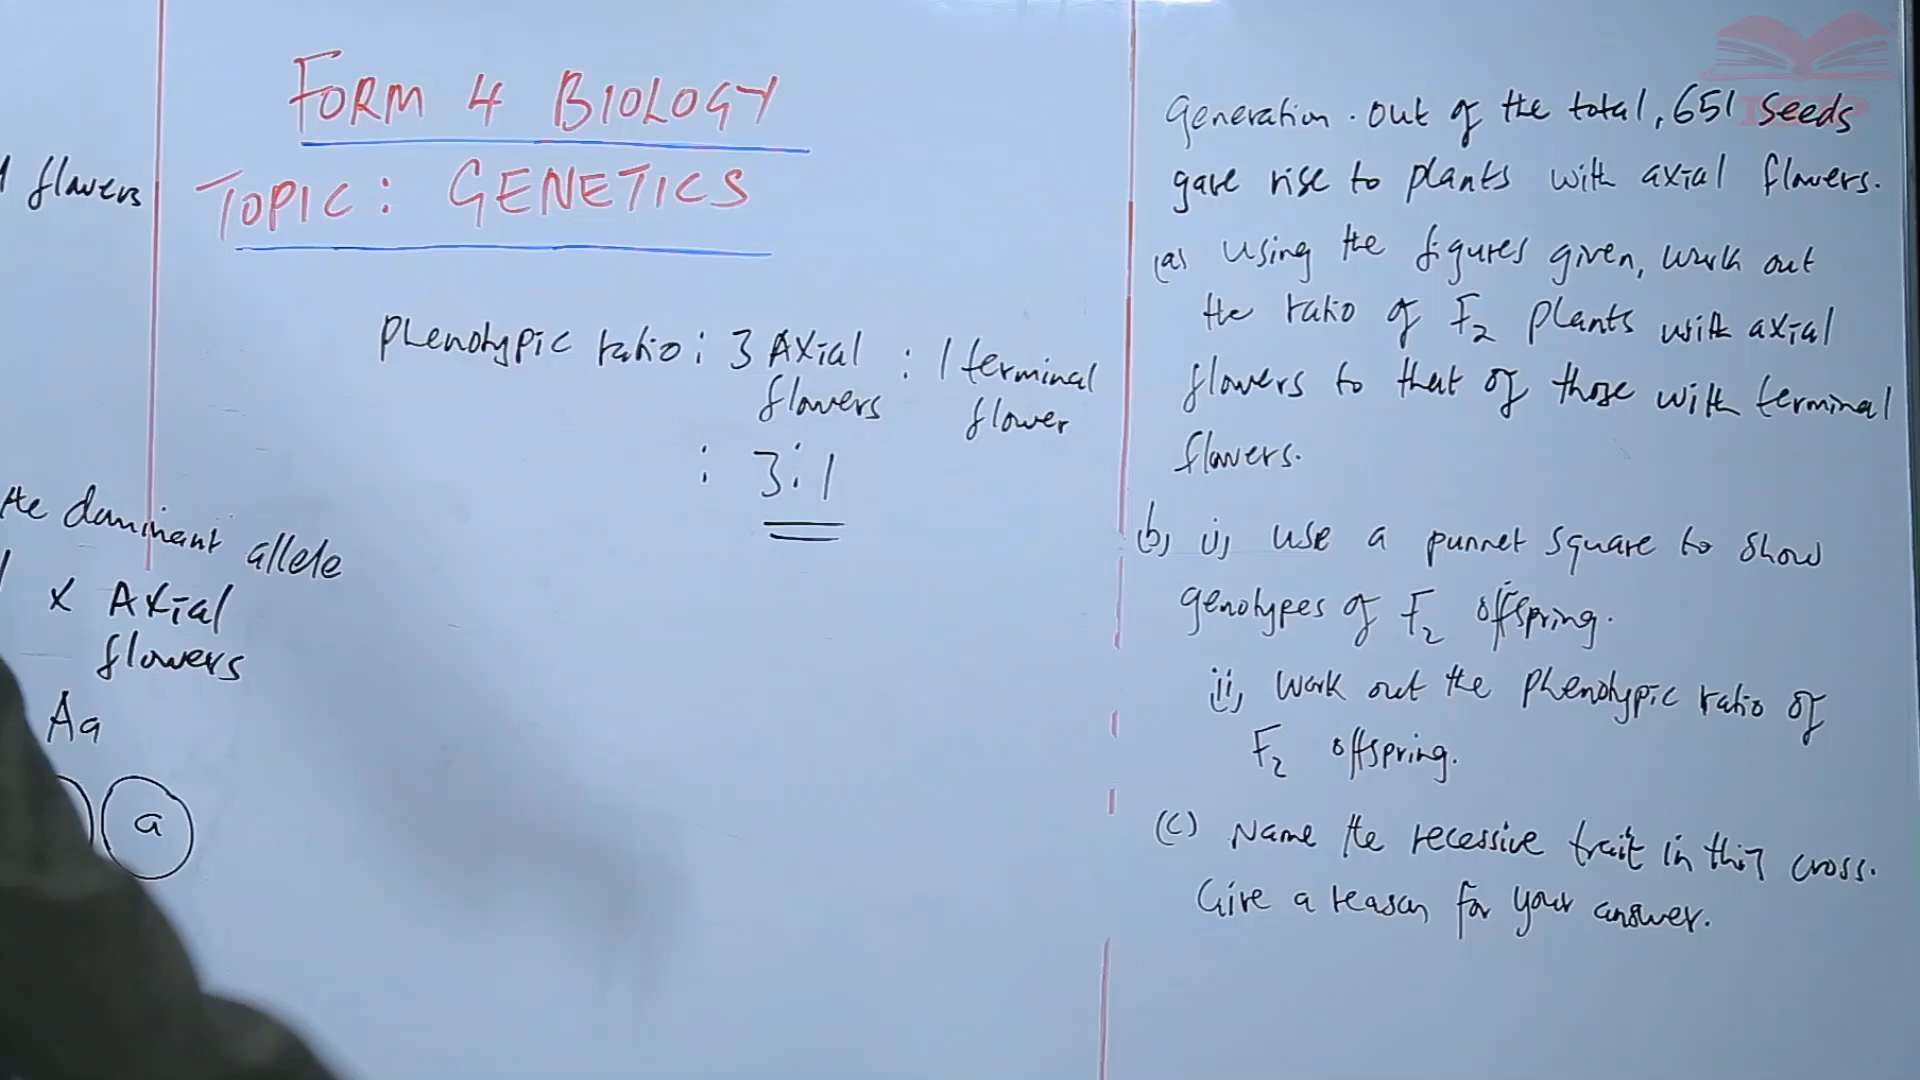 FORM 4 BIOLOGY
TOPIC: GENETICS
flowers
Phenotypic ratio: 3 Axial : 1 terminal
flowers flower
: 3:1
the dominant allele
x Axial
flowers
Aa
a
generation. Out of the total, 651 seeds
gave rise to plants with axial flowers.
(a) Using the figures given, work out
the ratio of F2 plants with axial
flowers to that of those with terminal
flowers.
b) i) Use a punnet square to show
genotypes of F2 offspring.
ii) Work out the phenotypic ratio of
F2 offspring.
(c) Name the recessive trait in this cross.
Give a reason for your answer.